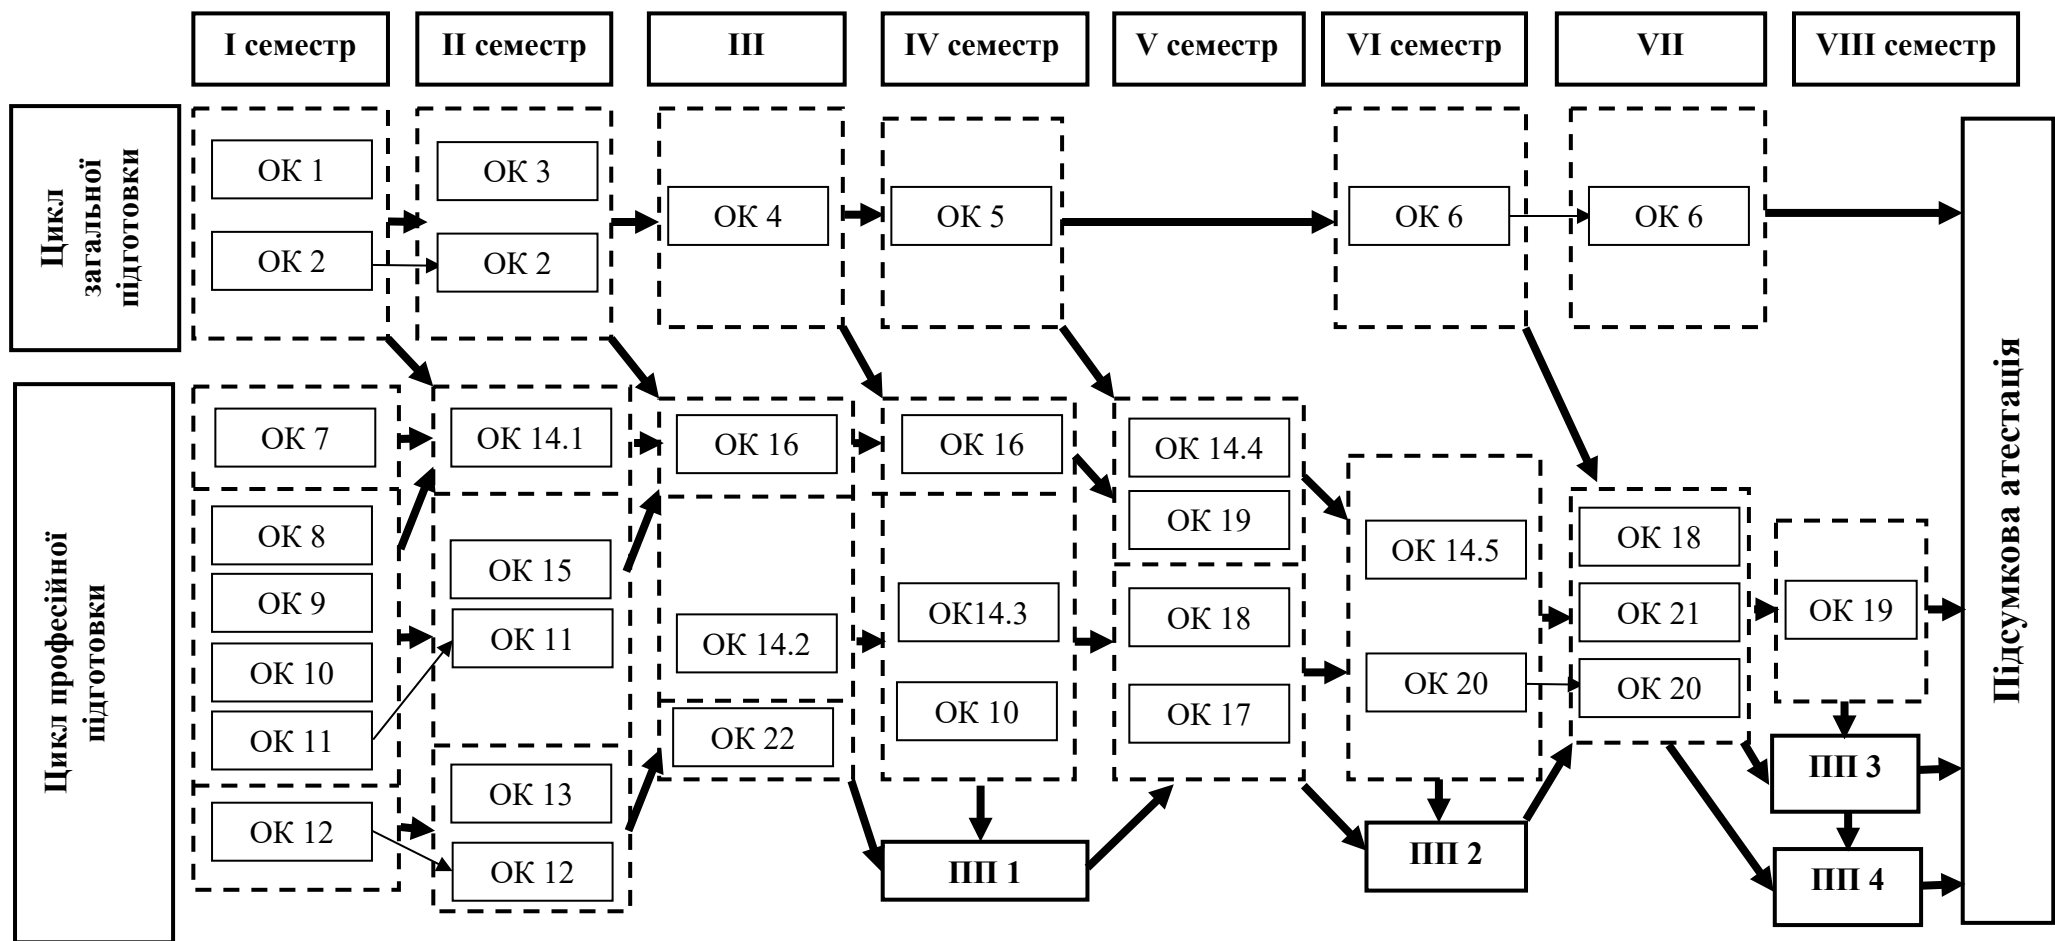 I семестр
II семестр
III
IV семестр
V семестр
VI семестр
VII
VIII семестр
Цикл
загальної
підготовки
ОК 1
ОК 2
ОК 3
ОК 2
ОК 4
ОК 5
ОК 6
ОК 6
Цикл професійної
підготовки
ОК 7
ОК 8
ОК 9
ОК 10
ОК 11
ОК 12
ОК 14.1
ОК 15
ОК 11
ОК 13
ОК 12
ОК 16
ОК 14.2
ОК 22
ОК 16
ОК14.3
ОК 10
ПП 1
ОК 14.4
ОК 19
ОК 18
ОК 17
ОК 14.5
ОК 20
ПП 2
ОК 18
ОК 21
ОК 20
ОК 19
ПП 3
ПП 4
Підсумкова атестація